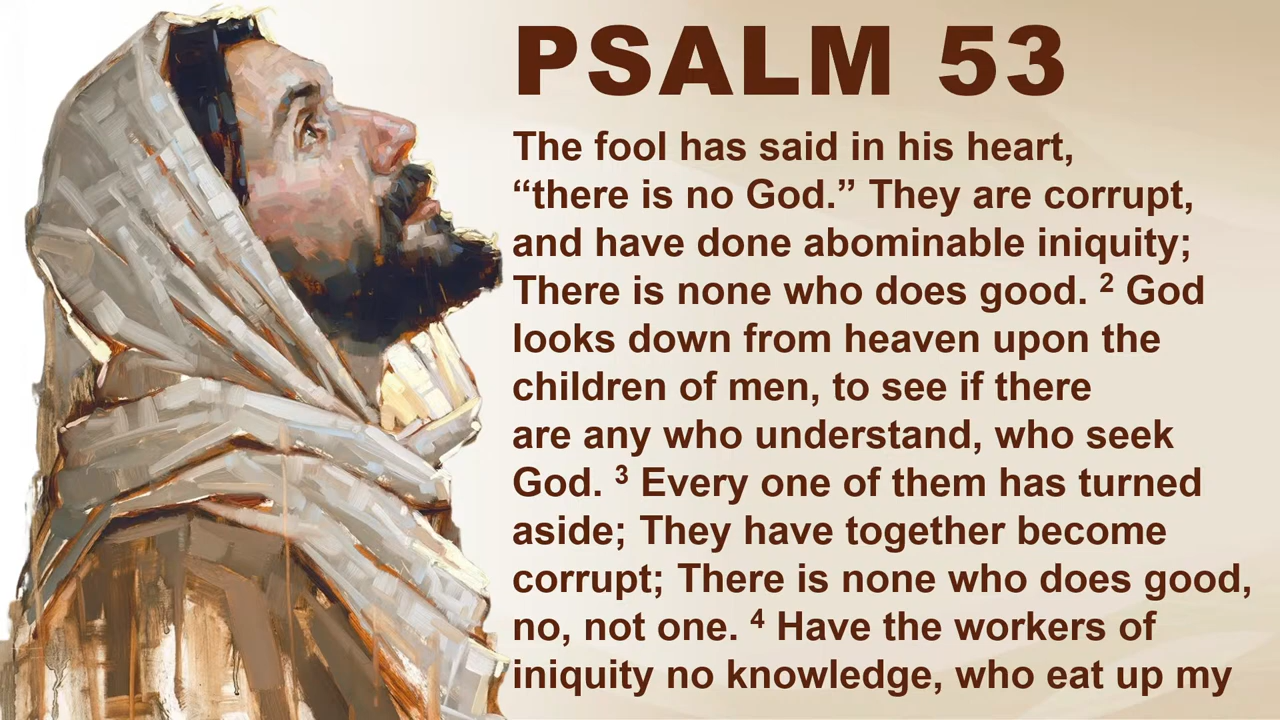 PSALM 53
The fool has said in his heart,
“there is no God.” They are corrupt,
and have done abominable iniquity;
There is none who does good. ² God
looks down from heaven upon the
children of men, to see if there
are any who understand, who seek
God. ³ Every one of them has turned
aside; They have together become
corrupt; There is none who does good,
no, not one. ⁴ Have the workers of
iniquity no knowledge, who eat up my